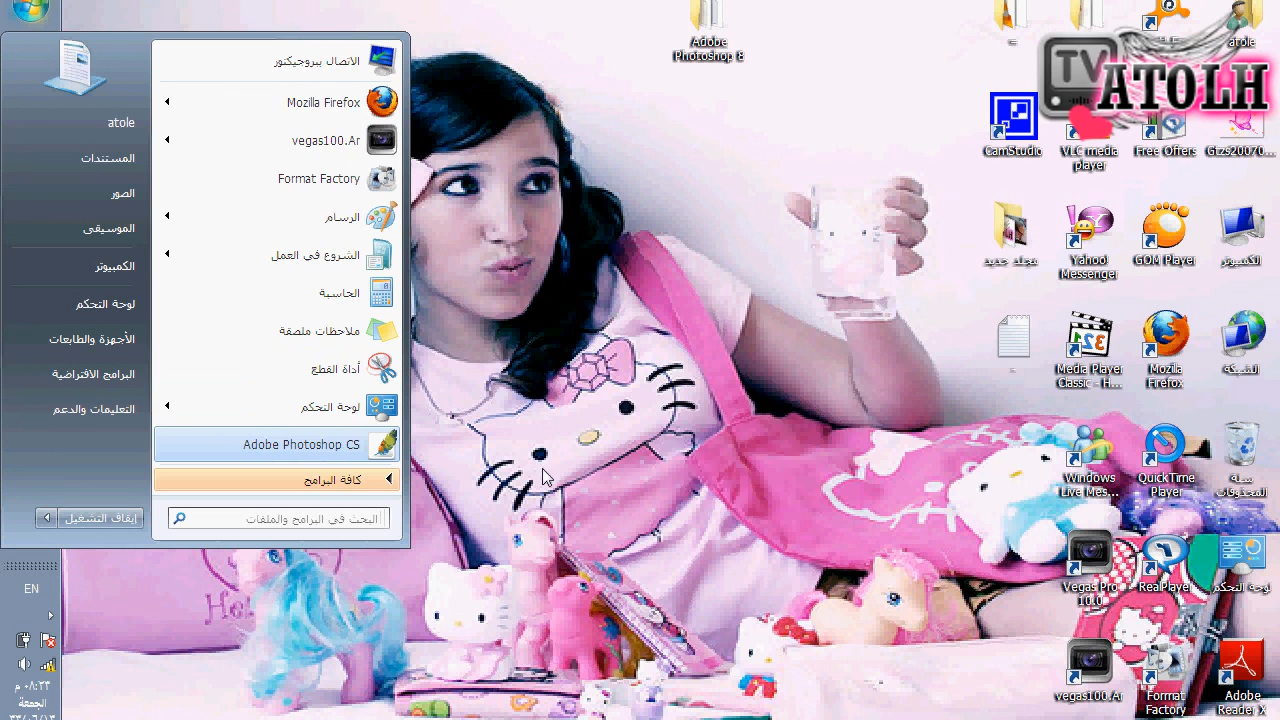 atole
المستندات
الصور
الموسيقى
الكمبيوتر
لوحة التحكم
الأجهزة والطابعات
البرامج الافتراضية
التعليمات والدعم
إيقاف التشغيل
الاتصال ببروجيكتور
Mozilla Firefox
vegas100.Ar
Format Factory
الرسام
الشروع في العمل
الحاسبة
ملاحظات ملصقة
أداة القطع
لوحة التحكم
Adobe Photoshop CS
كافة البرامج
البحث في البرامج والملفات
EN
٠٨:٢٣ م
الجمعة
Adobe
Photoshop 8
atole
TV
ATOLH
CamStudio
VLC media
player
Free Offers
Gtzs20070...
مجلد جديد
Yahoo!
Messenger
GOM Player
الكمبيوتر
Media Player
Classic - H...
Mozilla
Firefox
الشبكة
Windows
Live Mes...
QuickTime
Player
سلة
المحذوفات
Vegas Pro
10.0
RealPlayer
لوحة التحكم
vegas100.Ar
Format
Factory
Adobe
Reader X